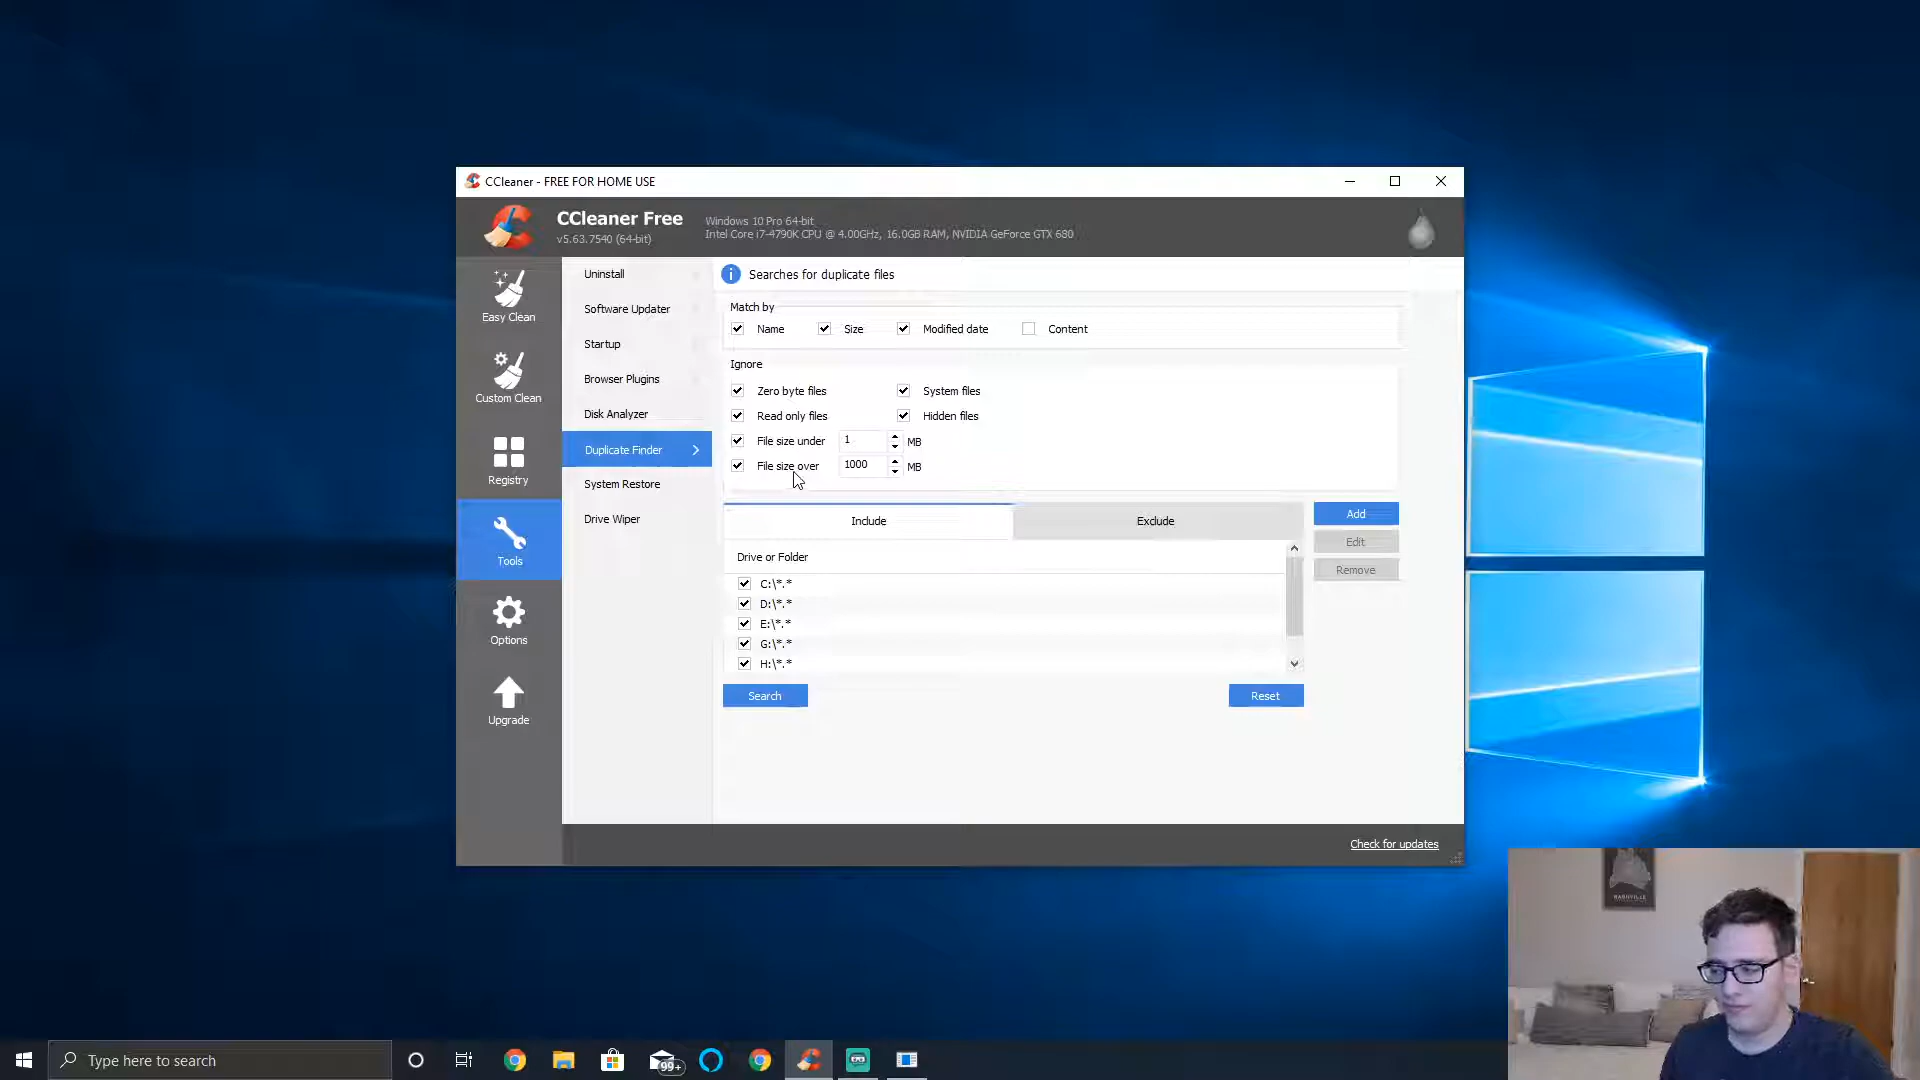 CCleaner - FREE FOR HOME USE
CCleaner Free
v5.63.7540 (64-bit)
Windows 10 Pro 64-bit
Intel Core i7-4790K CPU @ 4.00GHz, 16.0GB RAM, NVIDIA GeForce GTX 680
Easy Clean
Custom Clean
Registry
Tools
Options
Upgrade
Uninstall
Software Updater
Startup
Browser Plugins
Disk Analyzer
Duplicate Finder
System Restore
Drive Wiper
Searches for duplicate files
Match by
Name Size Modified date Content
Ignore
Zero byte files System files
Read only files Hidden files
File size under 1 MB
File size over 1000 MB
Include Exclude
Drive or Folder
C:\*.*
D:\*.*
E:\*.*
G:\*.*
H:\*.*
Add
Edit
Remove
Search Reset
Check for updates
NASHVILLE
Type here to search
99+